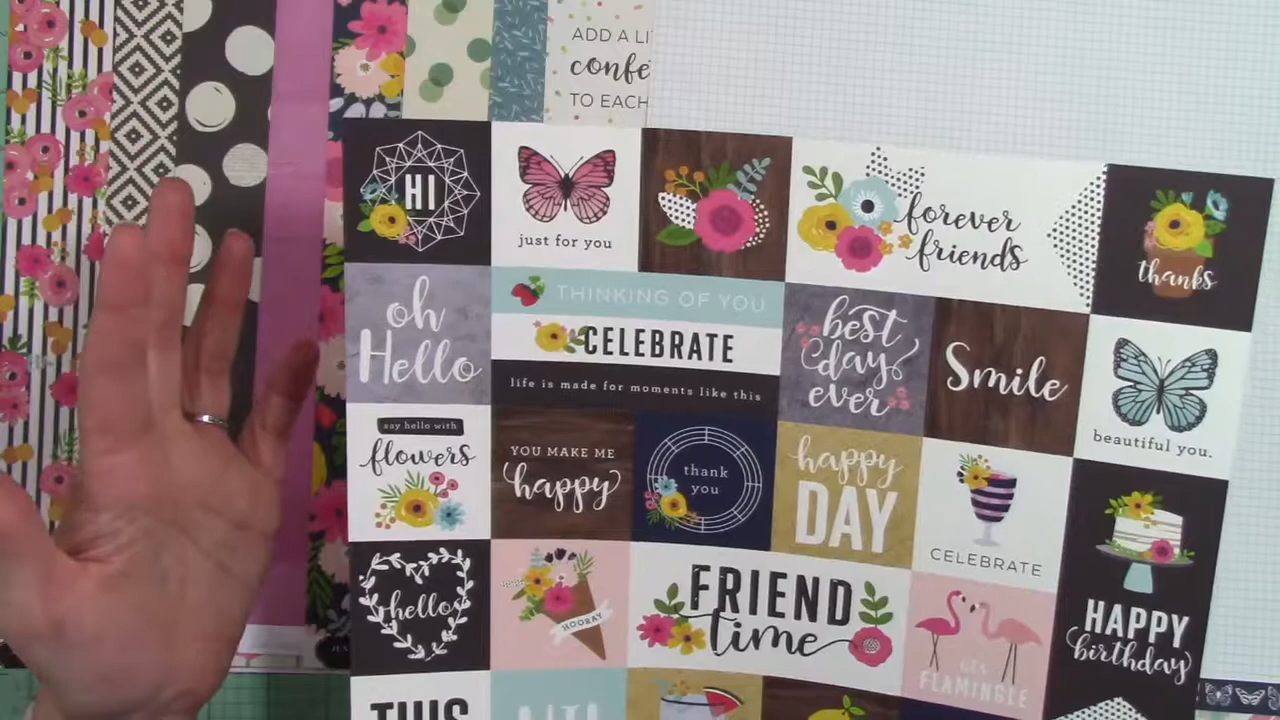 ADD A LI
confe
TO EACH
HI
just for you
forever
friends
thanks
oh
Hello
THINKING OF YOU
CELEBRATE
life is made for moments like this
best
day
ever
Smile
beautiful you.
say hello with
flowers
YOU MAKE ME
happy
thank
you
happy
DAY
CELEBRATE
HAPPY
birthday
hello
HOORAY
FRIEND
time
LET'S
FLAMINGLE
THIS